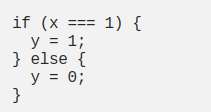 if (x === 1) {
  y = 1;
} else {
  y = 0;
}